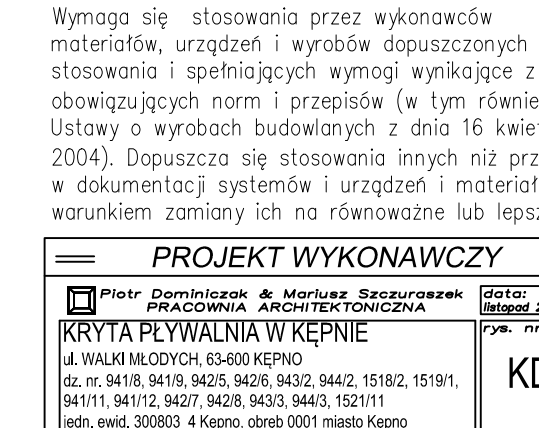 Wymaga się stosowania przez wykonawców
materiałów, urządzeń i wyrobów dopuszczonych
stosowania i spełniających wymogi wynikające z
obowiązujących norm i przepisów (w tym równie
Ustawy o wyrobach budowlanych z dnia 16 kwiet
2004). Dopuszcza się stosowania innych niż prz
w dokumentacji systemów i urządzeń i materiał
warunkiem zamiany ich na równoważne lub lepsz
PROJEKT WYKONAWCZY
Piotr Dominiczak & Mariusz Szczuraszek
PRACOWNIA ARCHITEKTONICZNA
data:
listopad 2
rys. nr
KRYTA PŁYWALNIA W KĘPNIE
ul. WALKI MŁODYCH, 63-600 KĘPNO
dz. nr. 941/8, 941/9, 942/5, 942/6, 943/2, 944/2, 1518/2, 1519/1,
941/11, 941/12, 942/7, 942/8, 943/3, 944/3, 1521/11
jedn. ewid. 300803_4 Kępno, obręb 0001 miasto Kępno
KD